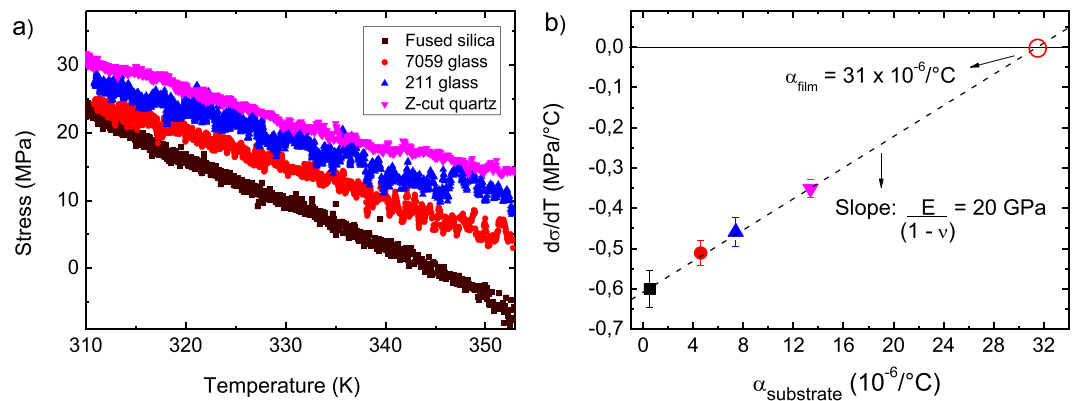 a)
Fused silica
7059 glass
211 glass
Z-cut quartz
Stress (MPa)
30
20
10
0
310
320
330
340
350
Temperature (K)
b)
dσ/dT (MPa/°C)
0,0
-0,1
-0,2
-0,3
-0,4
-0,5
-0,6
-0,7
α_film = 31 x 10⁻⁶/°C
Slope: E/(1 - ν) = 20 GPa
0
4
8
12
16
20
24
28
32
α_substrate (10⁻⁶/°C)